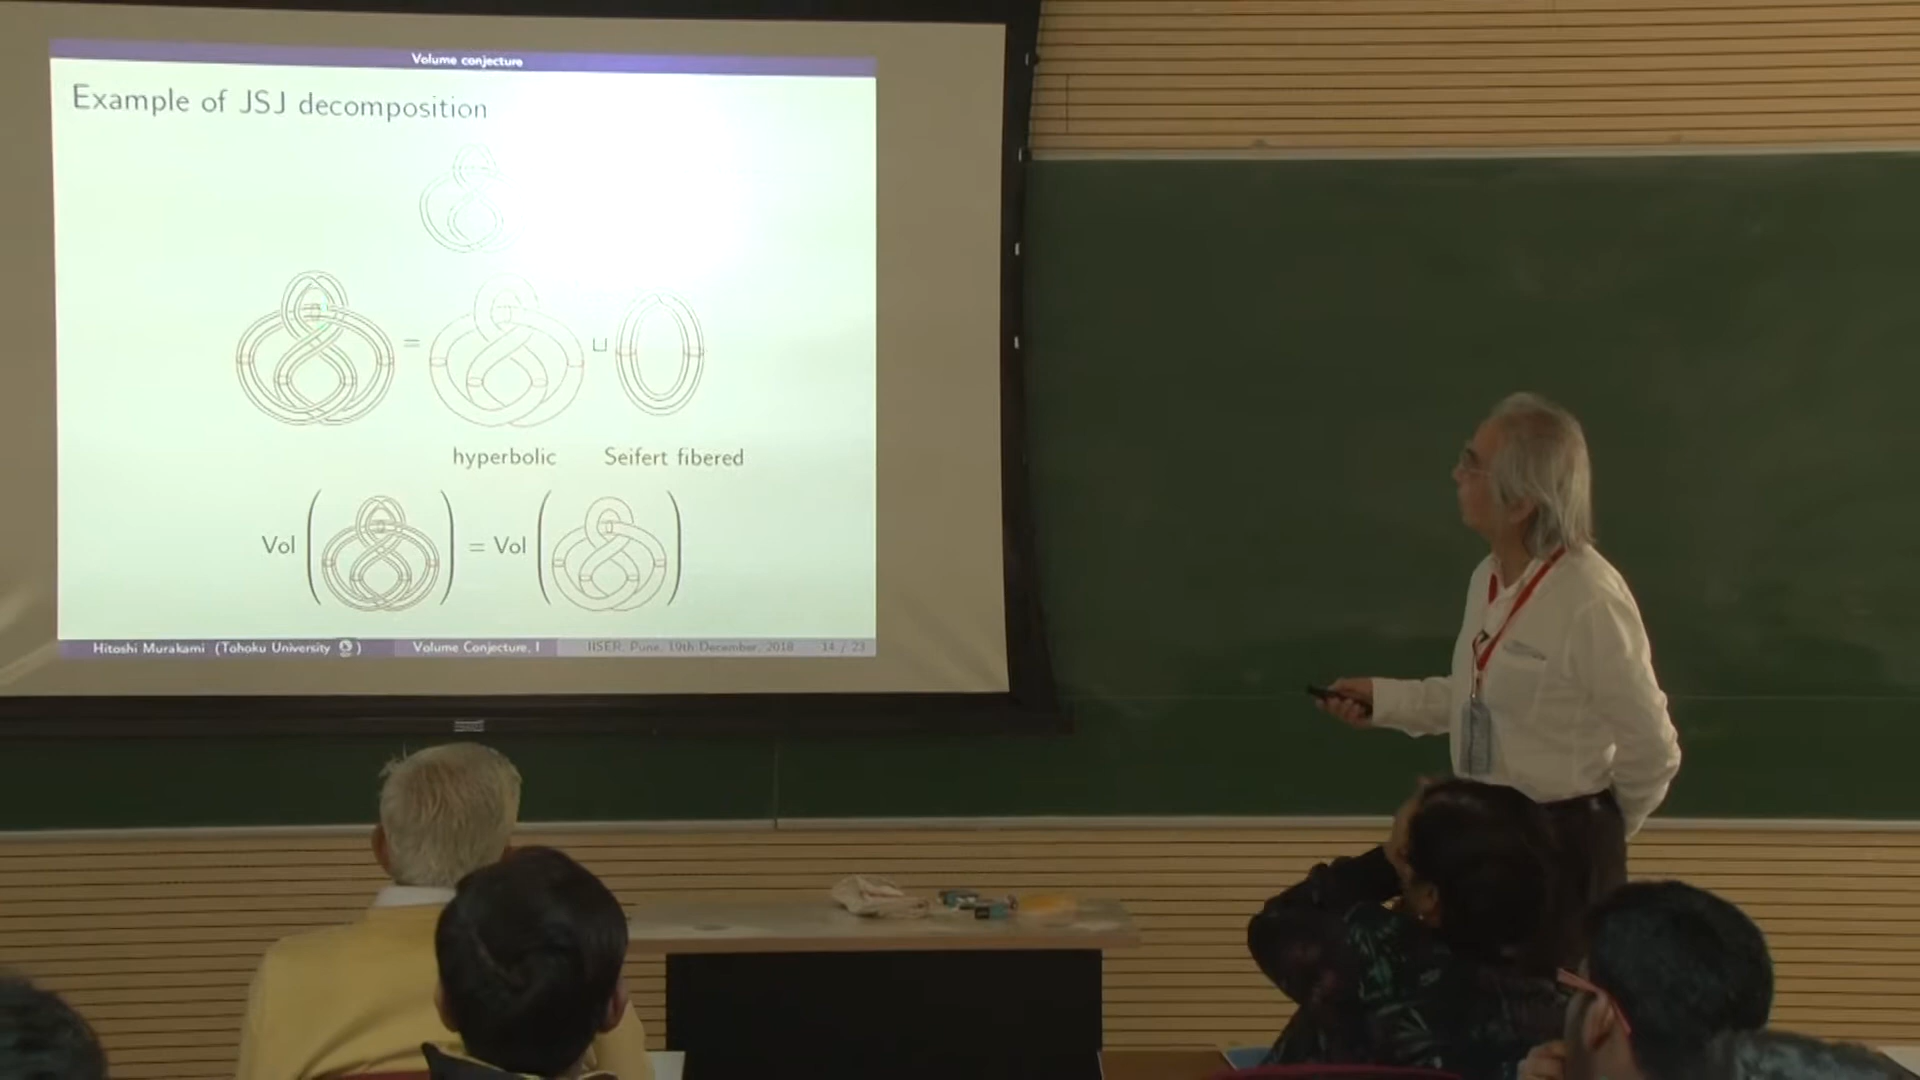 Volume conjecture
Example of JSJ decomposition
= ⊔
hyperbolic Seifert fibered
Vol ( ) = Vol ( )
Hitoshi Murakami (Tohoku University ) Volume Conjecture, I IISER, Pune, 19th December, 2018 14 / 23